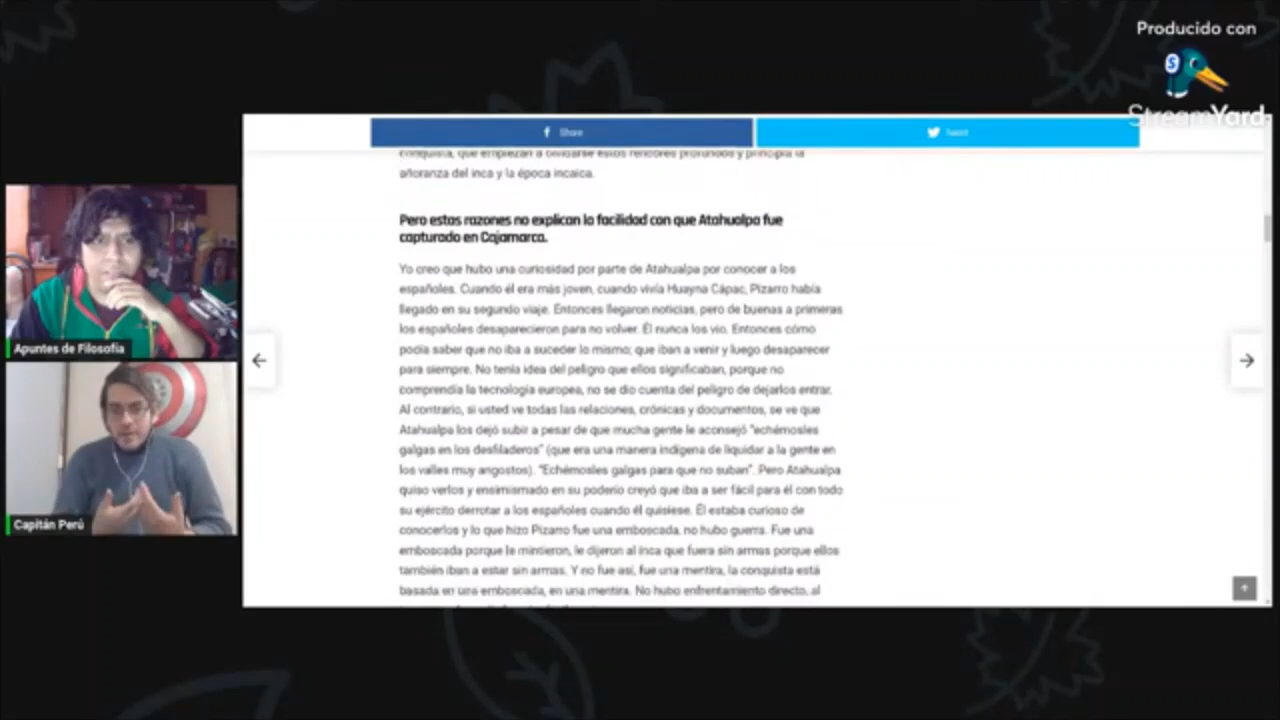 Producido con
StreamYard
Share
Tweet
conquista, que empiezan a olvidarse estos rencores profundos y principia la
añoranza del inca y la época incaica.
Pero estas razones no explican la facilidad con que Atahualpa fue
capturado en Cajamarca.
Yo creo que hubo una curiosidad por parte de Atahualpa por conocer a los
españoles. Cuando él era más joven, cuando vivía Huayna Cápac, Pizarro había
llegado en su segundo viaje. Entonces llegaron noticias, pero de buenas a primeras
los españoles desaparecieron para no volver. Él nunca los vio. Entonces cómo
podía saber que no iba a suceder lo mismo; que iban a venir y luego desaparecer
para siempre. No tenía idea del peligro que ellos significaban, porque no
comprendía la tecnología europea, no se dio cuenta del peligro de dejarlos entrar.
Al contrario, si usted ve todas las relaciones, crónicas y documentos, se ve que
Atahualpa los dejó subir a pesar de que mucha gente le aconsejó "echémosles
galgas en los desfiladeros" (que era una manera indígena de liquidar a la gente en
los valles muy angostos). "Echémosles galgas para que no suban". Pero Atahualpa
quiso verlos y ensimismado en su poderío creyó que iba a ser fácil para él con todo
su ejército derrotar a los españoles cuando él quisiese. Él estaba curioso de
conocerlos y lo que hizo Pizarro fue una emboscada, no hubo guerra. Fue una
emboscada porque le mintieron, le dijeron al inca que fuera sin armas porque ellos
también iban a estar sin armas. Y no fue así, fue una mentira, la conquista está
basada en una emboscada, en una mentira. No hubo enfrentamiento directo, al
Apuntes de Filosofía
Capitán Perú